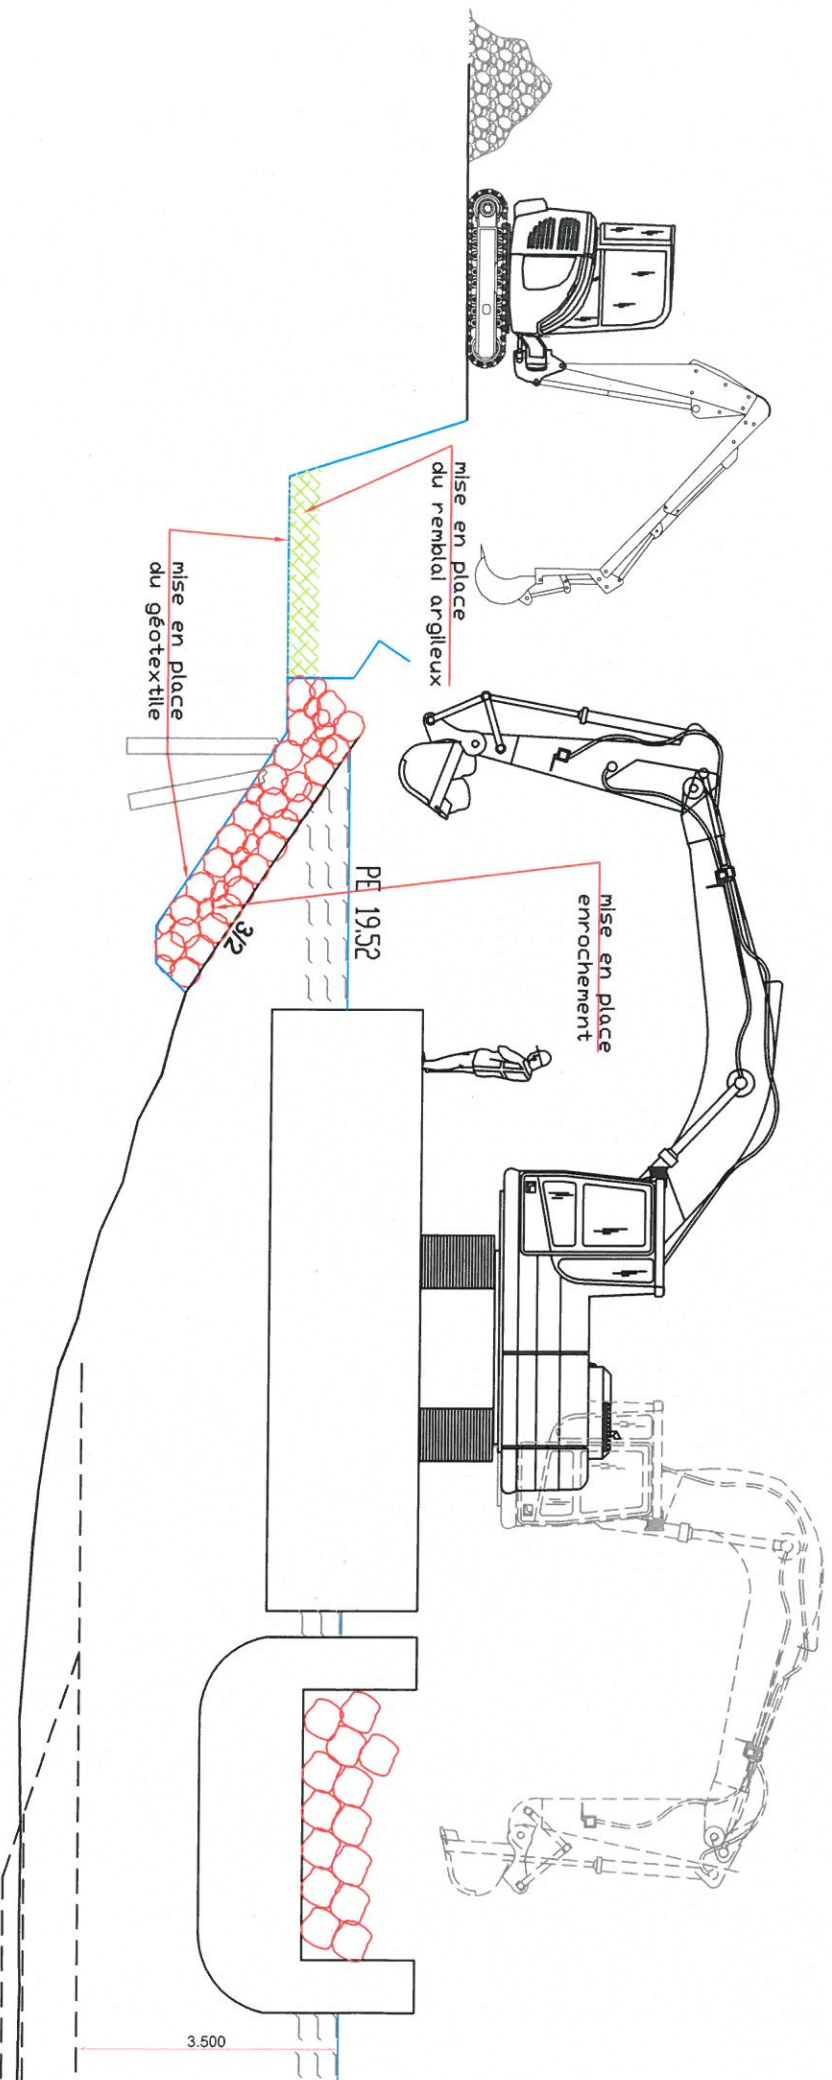 mise en place
du remblai argileux
mise en place
du géotextile
mise en place
enrochement
PE 19.52
3/2
3.500